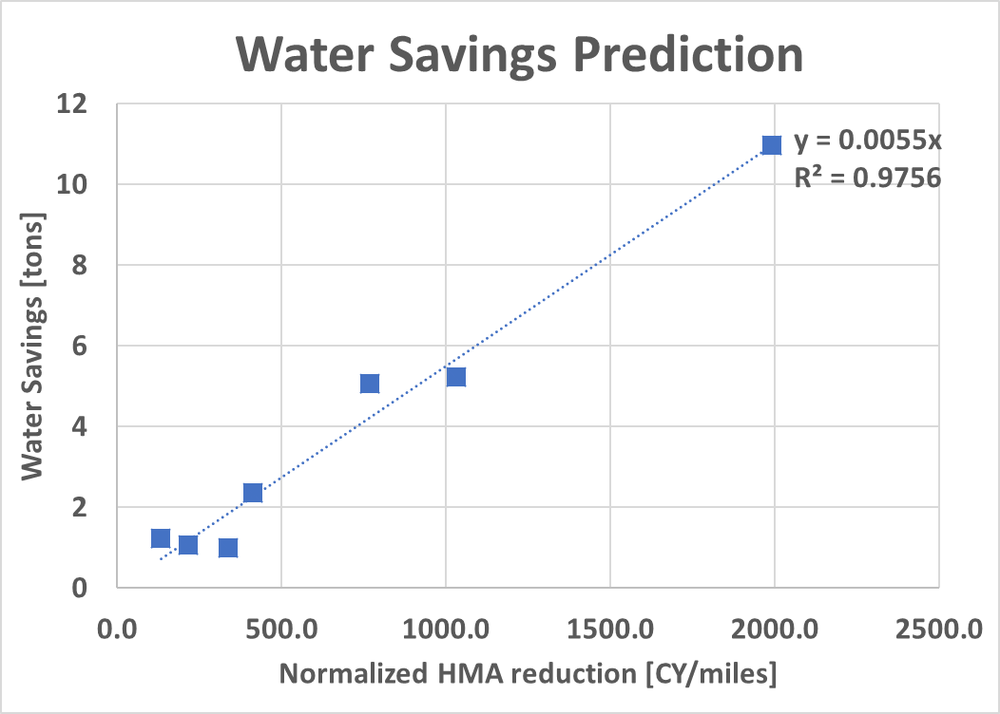 Water Savings Prediction
12
10
8
6
4
2
0
y = 0.0055x
R² = 0.9756
Water Savings [tons]
0.0 500.0 1000.0 1500.0 2000.0 2500.0
Normalized HMA reduction [CY/miles]